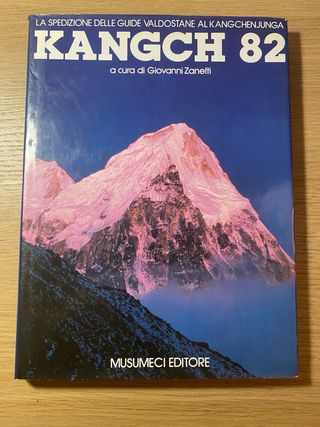 LA SPEDIZIONE DELLE GUIDE VALDOSTANE AL KANGCHENJUNGA
KANGCH 82
a cura di Giovanni Zanetti
MUSUMECI EDITORE